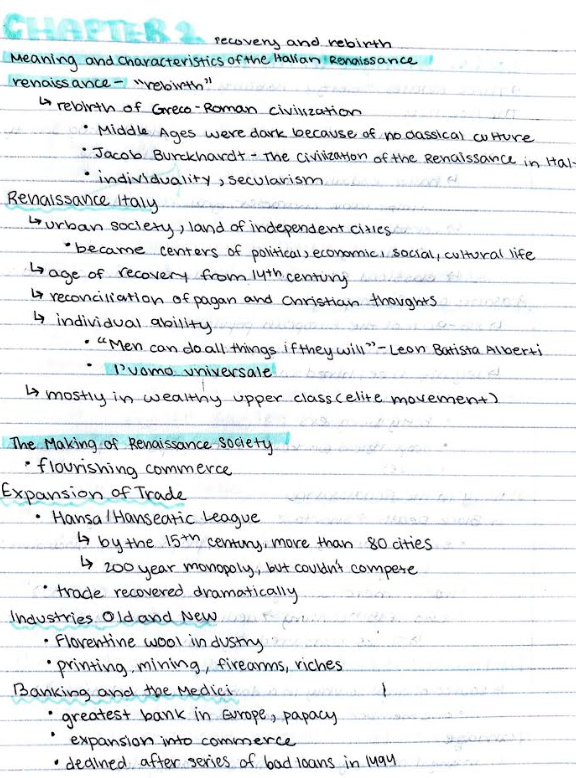 CHAPTER 2 recovery and rebirth
Meaning and Characteristics of the Italian Renaissance
renaissance - "rebirth"
↳ rebirth of Greco-Roman civilization
• Middle Ages were dark because of no classical culture
• Jacob Burckhardt - The civilization of the Renaissance in Ital-
• individuality, secularism
Renaissance Italy
↳ urban society, land of independent cities
• became centers of political, economic, social, cultural life
↳ age of recovery from 14th century
↳ reconciliation of pagan and Christian thoughts
↳ individual ability
• "Men can do all things if they will" - Leon Batista Alberti
• l'uomo universale
↳ mostly in wealthy upper class (elite movement)
The Making of Renaissance Society
• flourishing commerce
Expansion of Trade
• Hansa/Hanseatic League
↳ by the 15th century, more than 80 cities
↳ 200 year monopoly, but couldn't compete
• trade recovered dramatically
Industries Old and New
• Florentine wool industry
• printing, mining, firearms, riches
Banking and the Medici
• greatest bank in Europe, papacy
• expansion into commerce
• declined after series of bad loans in 1494